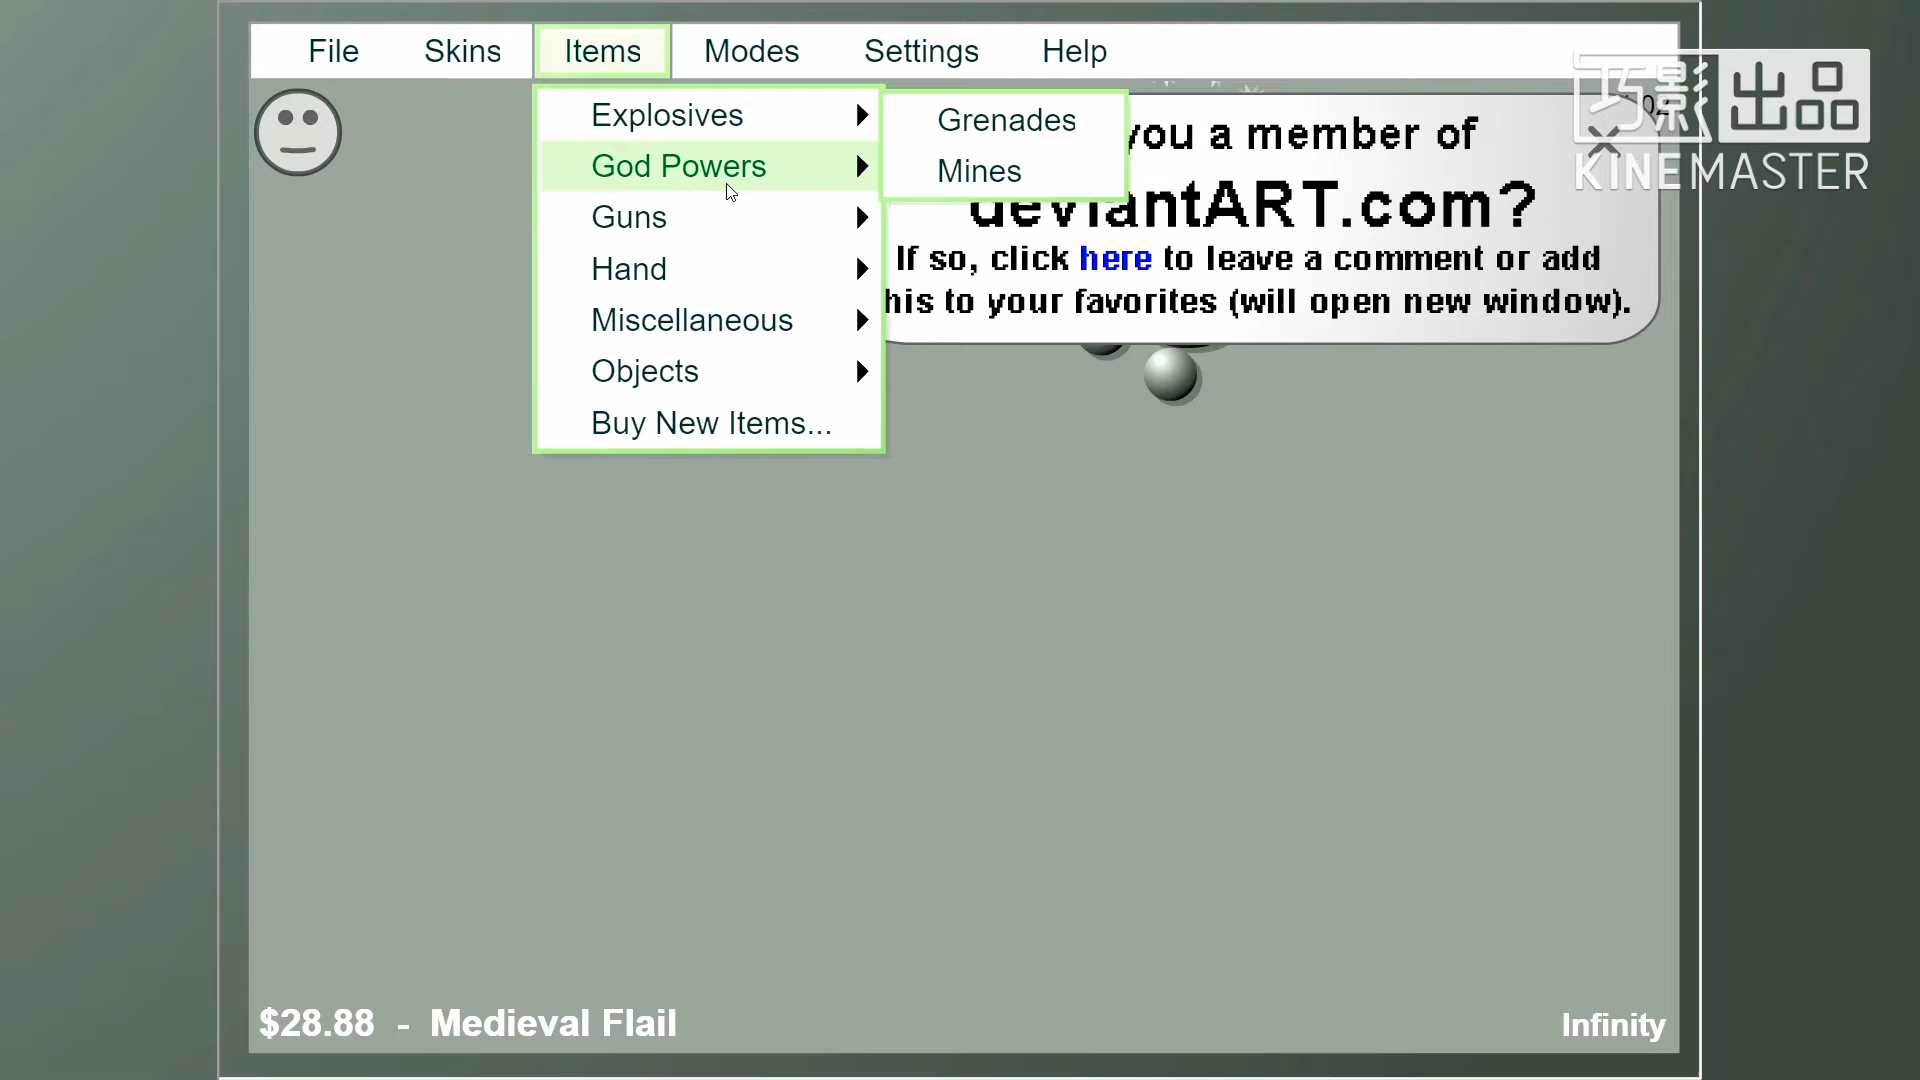 File Skins Items Modes Settings Help
巧影 出品
KINEMASTER
Explosives
God Powers
Guns
Hand
Miscellaneous
Objects
Buy New Items...
Grenades
Mines
you a member of
deviantART.com?
If so, click here to leave a comment or add
his to your favorites (will open new window).
$28.88 - Medieval Flail
Infinity